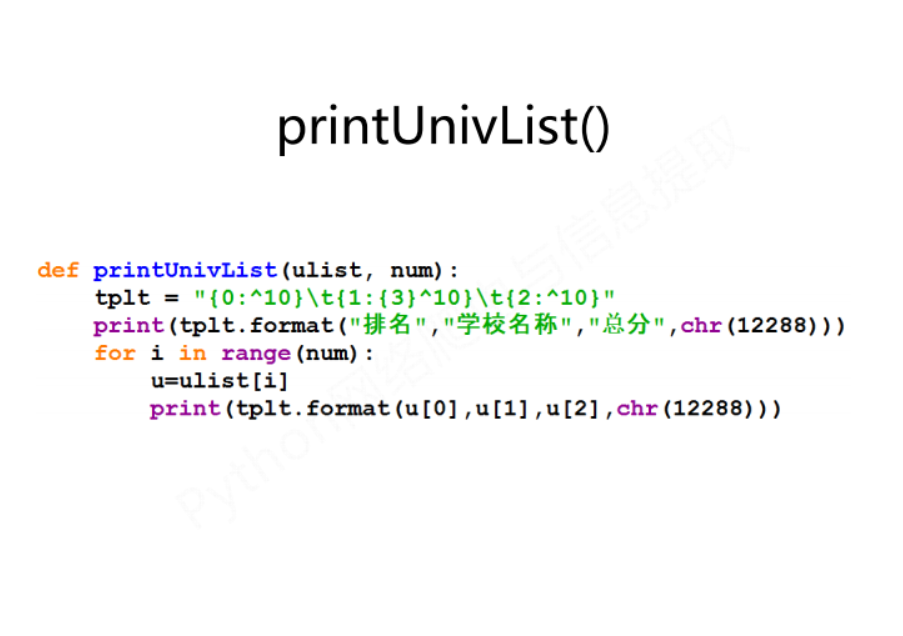 printUnivList()
def printUnivList(ulist, num):
    tplt = "{0:^10}\t{1:{3}^10}\t{2:^10}"
    print(tplt.format("排名","学校名称","总分",chr(12288)))
    for i in range(num):
        u=ulist[i]
        print(tplt.format(u[0],u[1],u[2],chr(12288)))
Python网络爬虫与信息提取